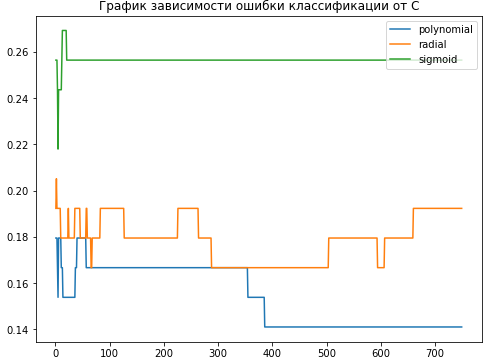 График зависимости ошибки классификации от С
polynomial
radial
sigmoid
0.26
0.24
0.22
0.20
0.18
0.16
0.14
0 100 200 300 400 500 600 700